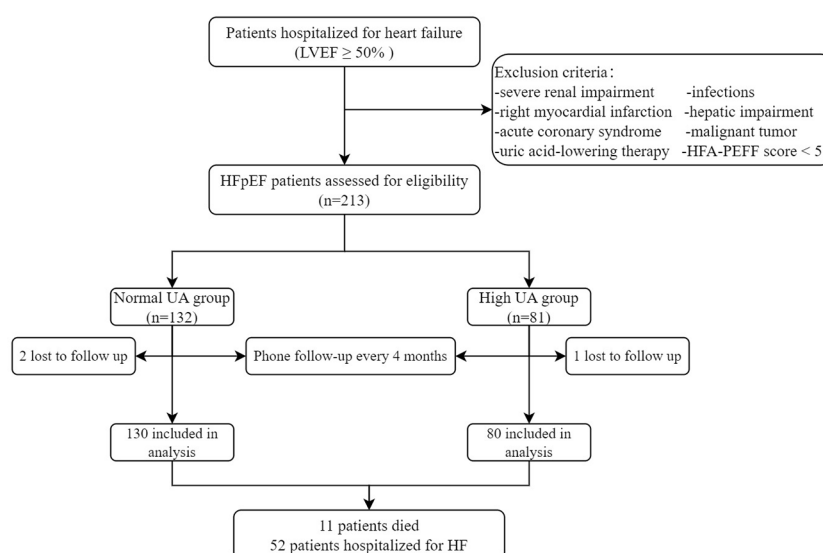 Patients hospitalized for heart failure
(LVEF ≥ 50% )
Exclusion criteria：
-severe renal impairment -infections
-right myocardial infarction -hepatic impairment
-acute coronary syndrome -malignant tumor
-uric acid-lowering therapy -HFA-PEFF score < 5
HFpEF patients assessed for eligibility
(n=213)
Normal UA group
(n=132)
High UA group
(n=81)
2 lost to follow up
Phone follow-up every 4 months
1 lost to follow up
130 included in
analysis
80 included in
analysis
11 patients died
52 patients hospitalized for HF